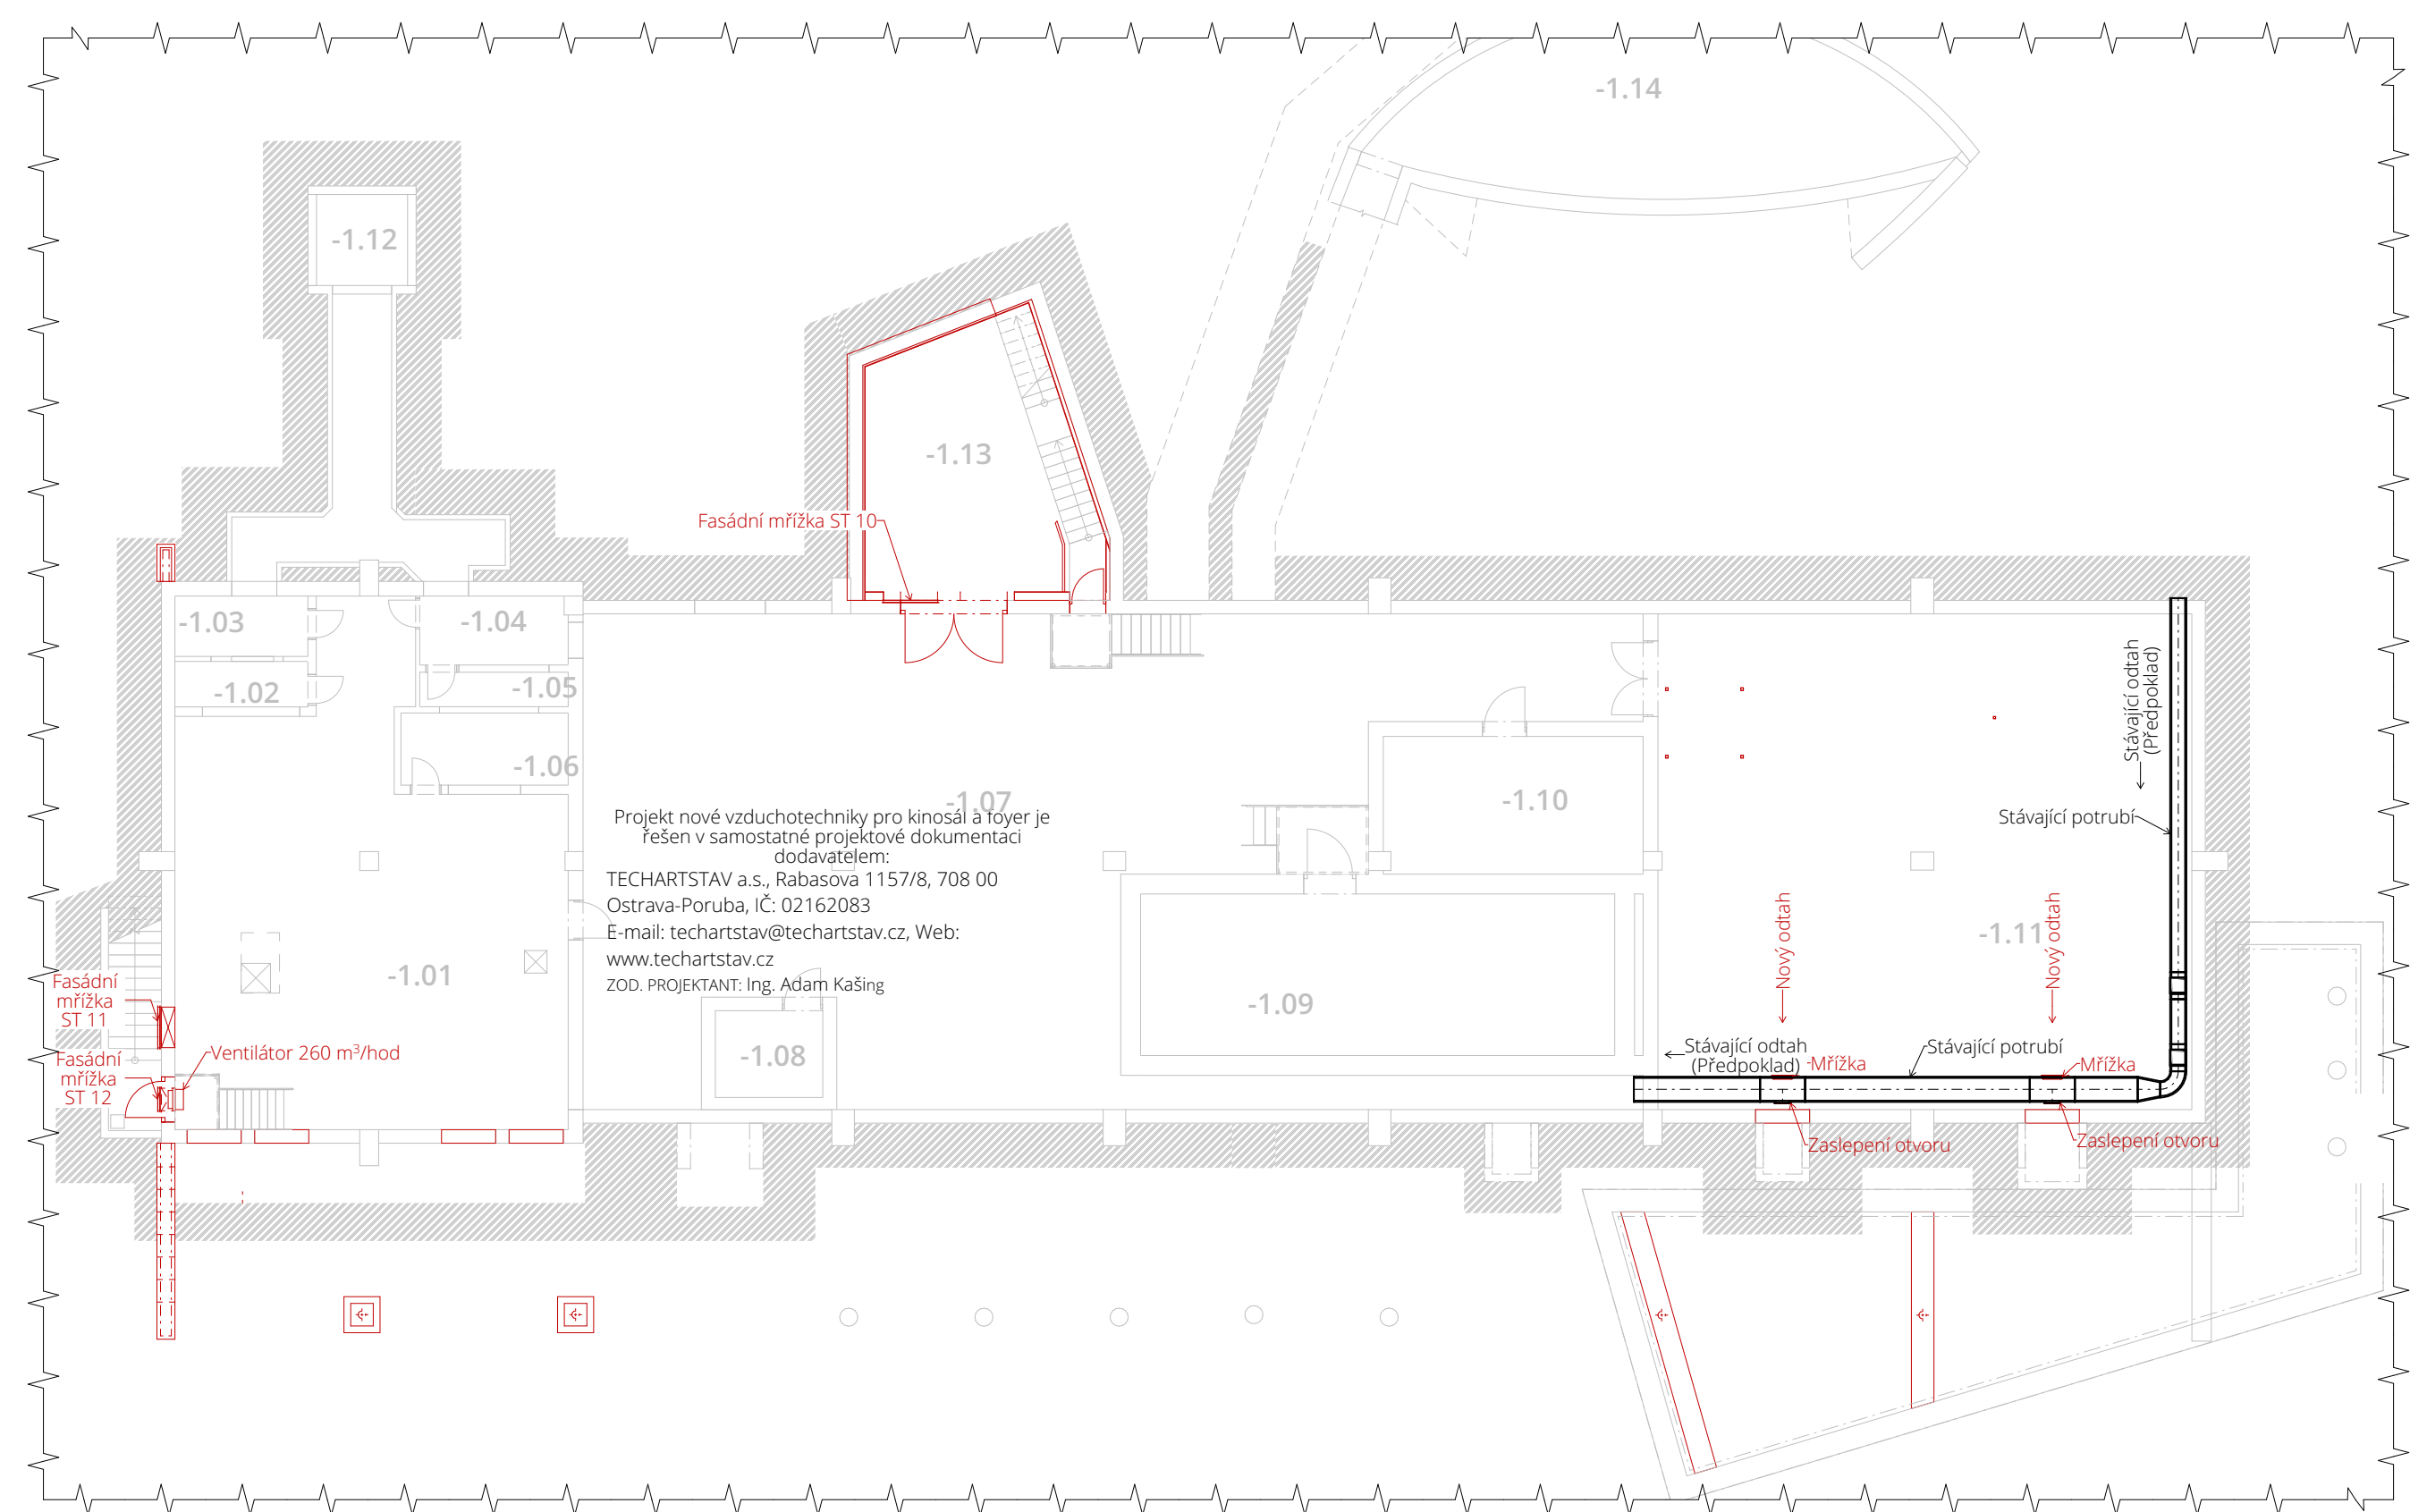 -1.14
-1.12
-1.13
Fasádní mřížka ST 10
-1.03
-1.04
-1.02
-1.05
-1.06
-1.07
Projekt nové vzduchotechniky pro kinosál a foyer je
řešen v samostatné projektové dokumentaci
dodavatelem:
TECHARTSTAV a.s., Rabasova 1157/8, 708 00
Ostrava-Poruba, IČ: 02162083
E-mail: techartstav@techartstav.cz, Web:
www.techartstav.cz
ZOD. PROJEKTANT: Ing. Adam Kašing
-1.10
Stávající odtah
(Předpoklad)
Stávající potrubí
Nový odtah
-1.11
Nový odtah
-1.01
Fasádní
mřížka
ST 11
Fasádní
mřížka
ST 12
Ventilátor 260 m³/hod
-1.08
-1.09
Stávající odtah
(Předpoklad)
Mřížka
Stávající potrubí
Mřížka
Zaslepení otvoru
Zaslepení otvoru